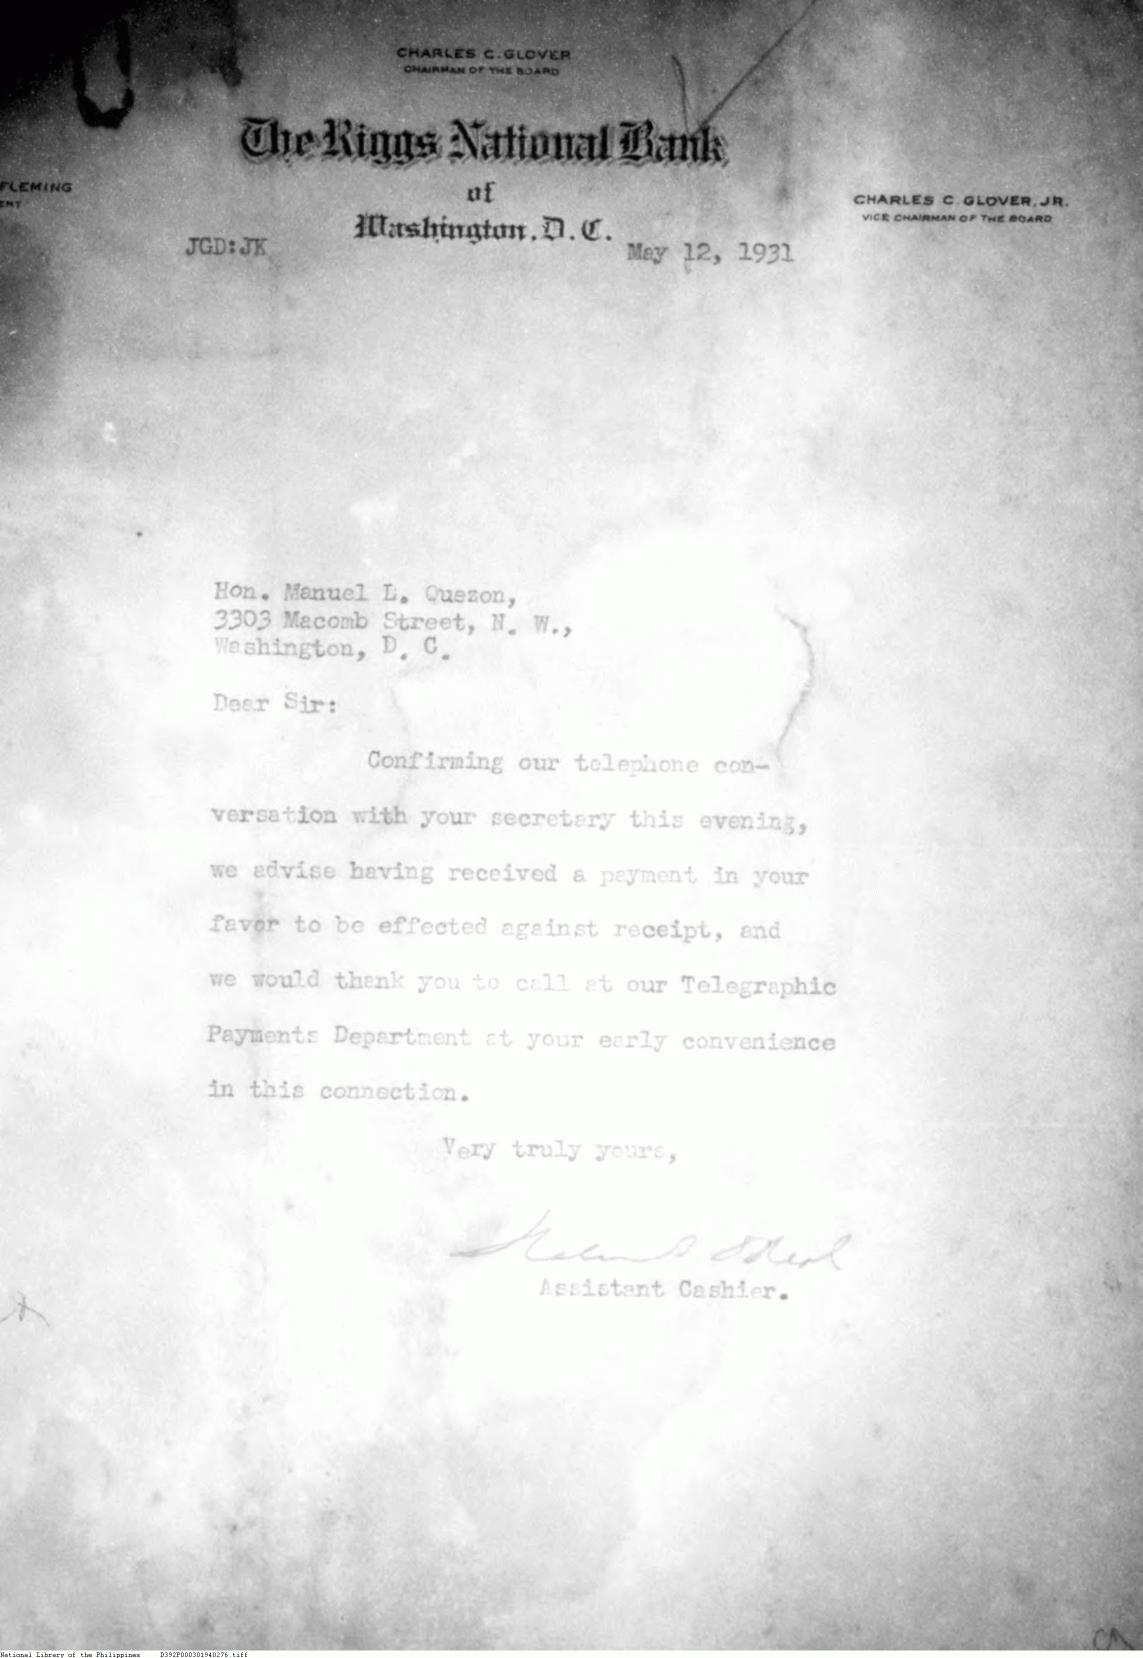 CHARLES C. GLOVER
CHAIRMAN OF THE BOARD
The Riggs National Bank
of
Washington, D. C.
FLEMING
ENT
CHARLES C. GLOVER, JR.
VICE CHAIRMAN OF THE BOARD
JGD:JK
May 12, 1931
Hon. Manuel L. Quezon,
3303 Macomb Street, N. W.,
Washington, D. C.
Dear Sir:
Confirming our telephone con-
versation with your secretary this evening,
we advise having received a payment in your
favor to be effected against receipt, and
we would thank you to call at our Telegraphic
Payments Department at your early convenience
in this connection.
Very truly yours,
Assistant Cashier.
National Library of the Philippines D392P000301940276.tiff